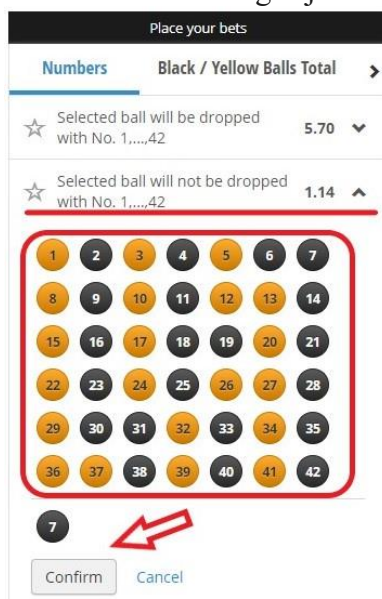 Place your bets
Numbers Black / Yellow Balls Total
Selected ball will be dropped
with No. 1,...,42 5.70
Selected ball will not be dropped
with No. 1,...,42 1.14
1 2 3 4 5 6 7
8 9 10 11 12 13 14
15 16 17 18 19 20 21
22 23 24 25 26 27 28
29 30 31 32 33 34 35
36 37 38 39 40 41 42
7
Confirm Cancel